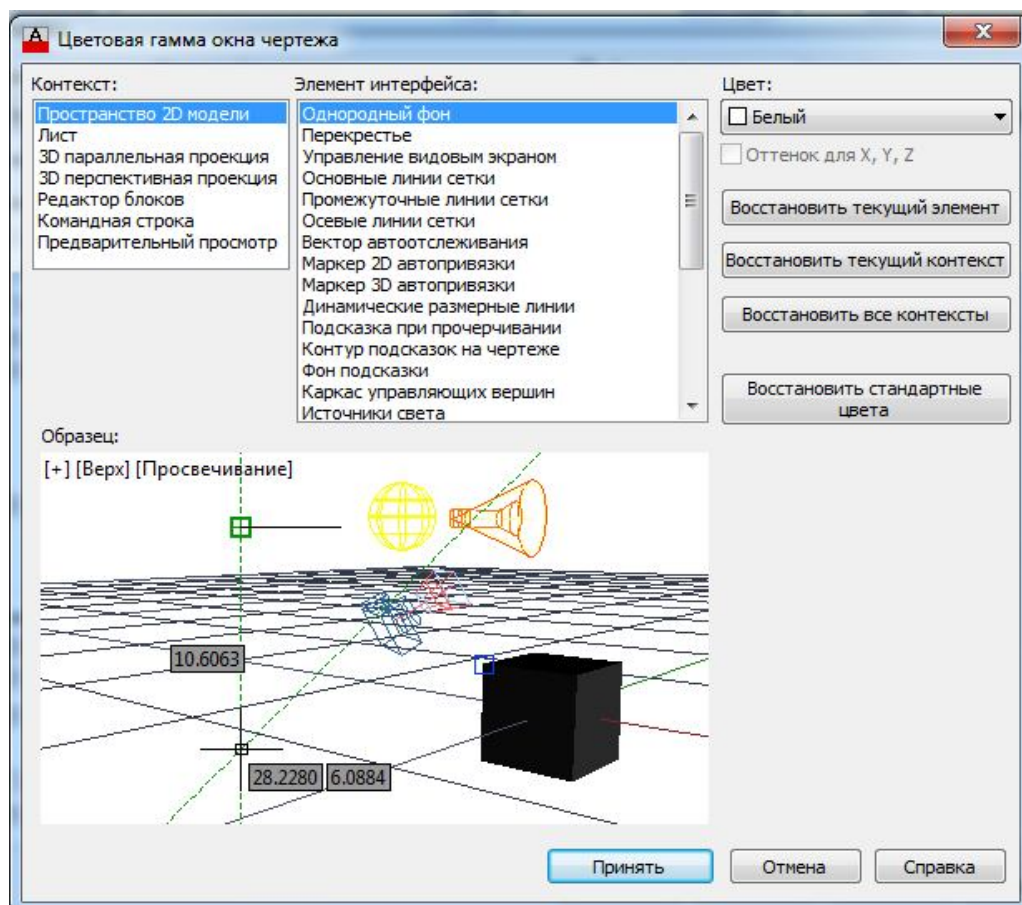 Цветовая гамма окна чертежа
Контекст:
Пространство 2D модели
Лист
3D параллельная проекция
3D перспективная проекция
Редактор блоков
Командная строка
Предварительный просмотр
Элемент интерфейса:
Однородный фон
Перекрестье
Управление видовым экраном
Основные линии сетки
Промежуточные линии сетки
Осевые линии сетки
Вектор автоотслеживания
Маркер 2D автопривязки
Маркер 3D автопривязки
Динамические размерные линии
Подсказка при прочерчивании
Контур подсказок на чертеже
Фон подсказки
Каркас управляющих вершин
Источники света
Цвет:
Белый
Оттенок для X, Y, Z
Восстановить текущий элемент
Восстановить текущий контекст
Восстановить все контексты
Восстановить стандартные
цвета
Образец:
[+] [Верх] [Просвечивание]
10.6063
28.2280 6.0884
Принять Отмена Справка